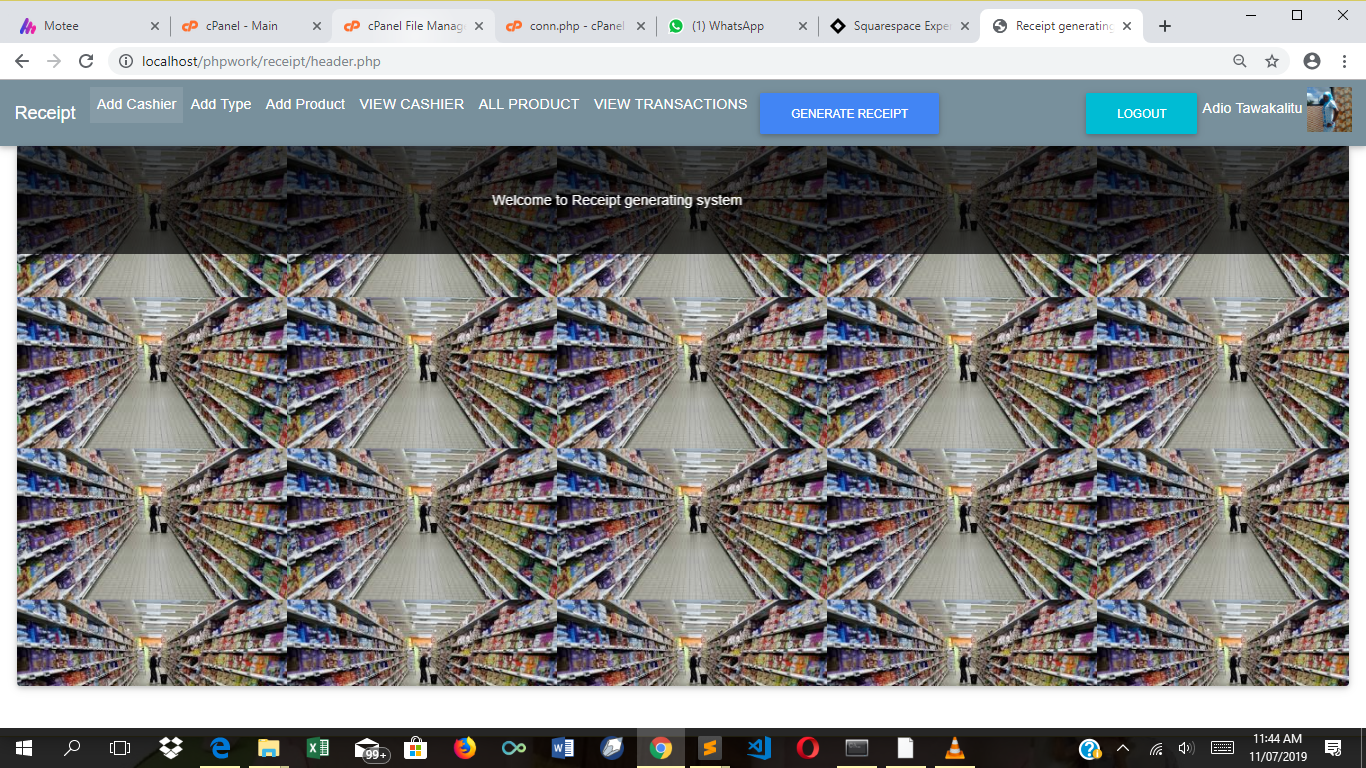 Motee
cPanel - Main
cPanel File Manag
conn.php - cPanel
(1) WhatsApp
Squarespace Expe
Receipt generating
localhost/phpwork/receipt/header.php
Receipt
Add Cashier
Add Type
Add Product
VIEW CASHIER
ALL PRODUCT
VIEW TRANSACTIONS
GENERATE RECEIPT
LOGOUT
Adio Tawakalitu
Welcome to Receipt generating system
99+
11:44 AM
11/07/2019